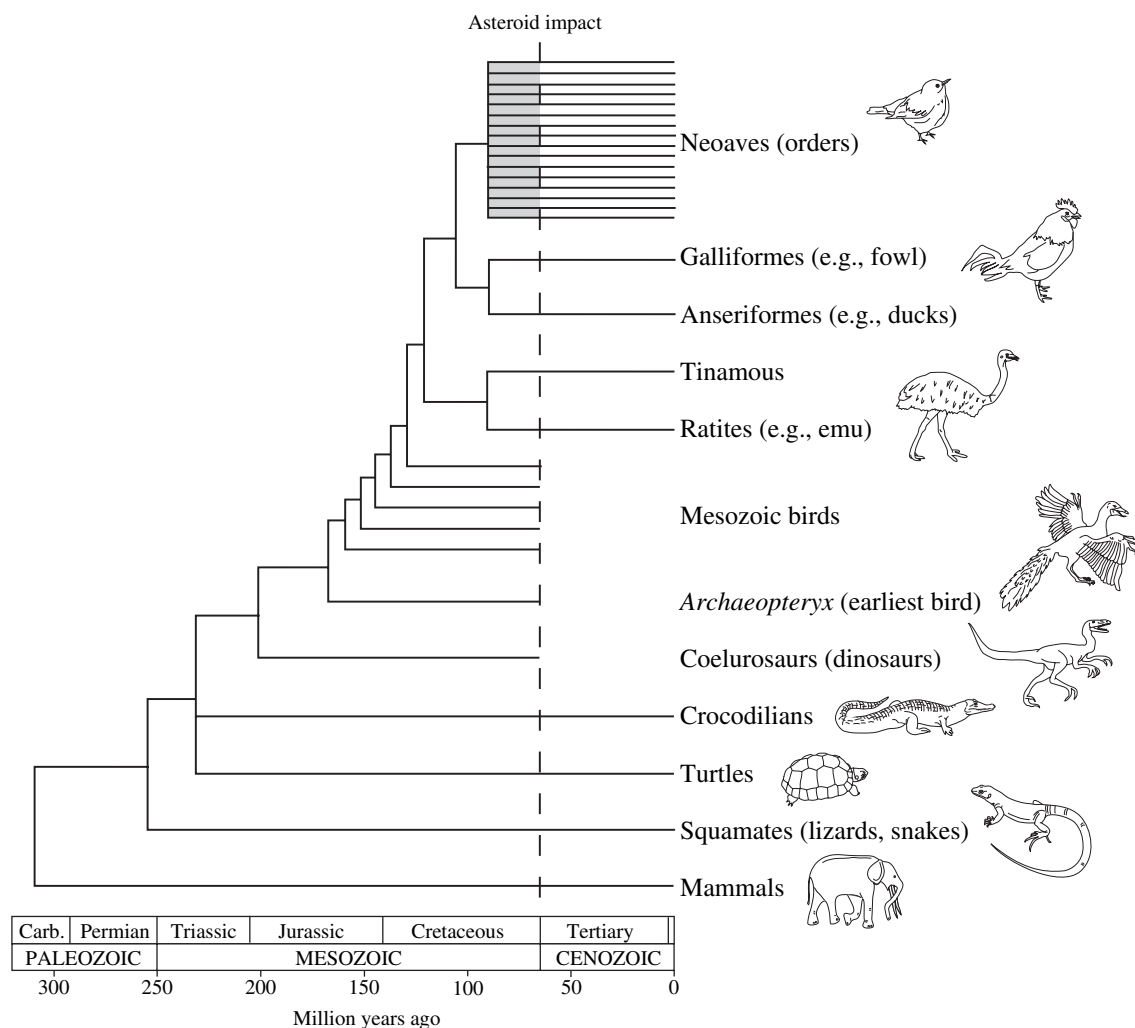 Asteroid impact
Neoaves (orders)
Galliformes (e.g., fowl)
Anseriformes (e.g., ducks)
Tinamous
Ratites (e.g., emu)
Mesozoic birds
Archaeopteryx (earliest bird)
Coelurosaurs (dinosaurs)
Crocodilians
Turtles
Squamates (lizards, snakes)
Mammals
Carb. Permian Triassic Jurassic Cretaceous Tertiary
PALEOZOIC MESOZOIC CENOZOIC
300 250 200 150 100 50 0
Million years ago